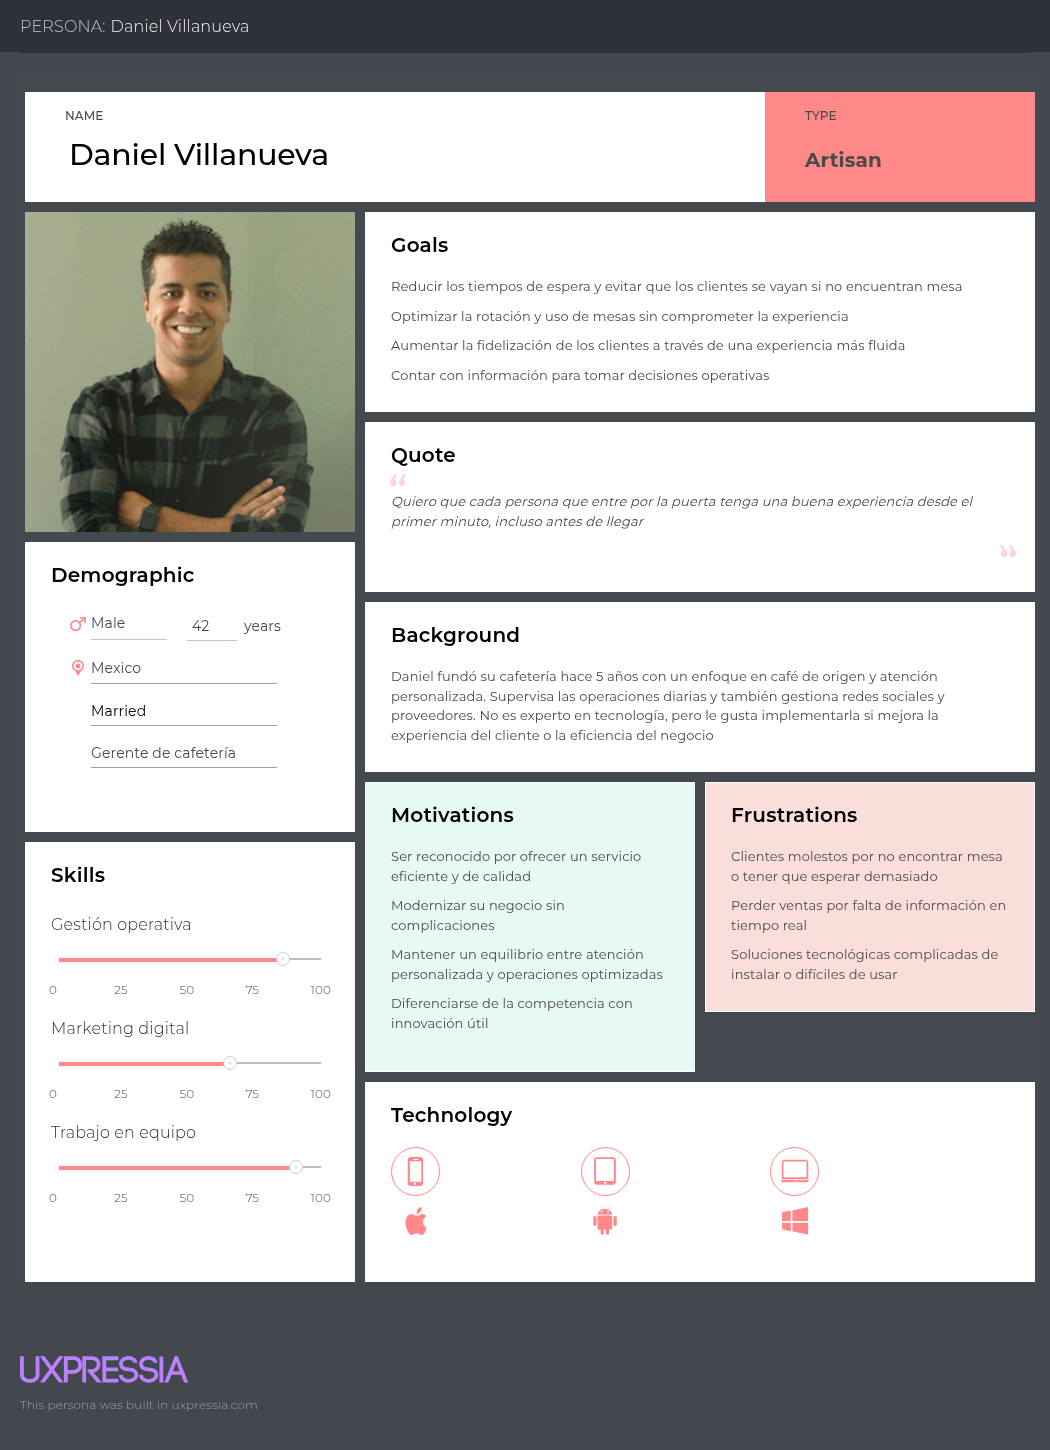 PERSONA: Daniel Villanueva
NAME
Daniel Villanueva
TYPE
Artisan
Goals
Reducir los tiempos de espera y evitar que los clientes se vayan si no encuentran mesa
Optimizar la rotación y uso de mesas sin comprometer la experiencia
Aumentar la fidelización de los clientes a través de una experiencia más fluida
Contar con información para tomar decisiones operativas
Quote
“
Quiero que cada persona que entre por la puerta tenga una buena experiencia desde el
primer minuto, incluso antes de llegar
”
Demographic
Male 42 years
Mexico
Married
Gerente de cafetería
Background
Daniel fundó su cafetería hace 5 años con un enfoque en café de origen y atención
personalizada. Supervisa las operaciones diarias y también gestiona redes sociales y
proveedores. No es experto en tecnología, pero le gusta implementarla si mejora la
experiencia del cliente o la eficiencia del negocio
Skills
Gestión operativa
0 25 50 75 100
Marketing digital
0 25 50 75 100
Trabajo en equipo
0 25 50 75 100
Motivations
Ser reconocido por ofrecer un servicio
eficiente y de calidad
Modernizar su negocio sin
complicaciones
Mantener un equilibrio entre atención
personalizada y operaciones optimizadas
Diferenciarse de la competencia con
innovación útil
Frustrations
Clientes molestos por no encontrar mesa
o tener que esperar demasiado
Perder ventas por falta de información en
tiempo real
Soluciones tecnológicas complicadas de
instalar o difíciles de usar
Technology
UXPRESSIA
This persona was built in uxpressia.com